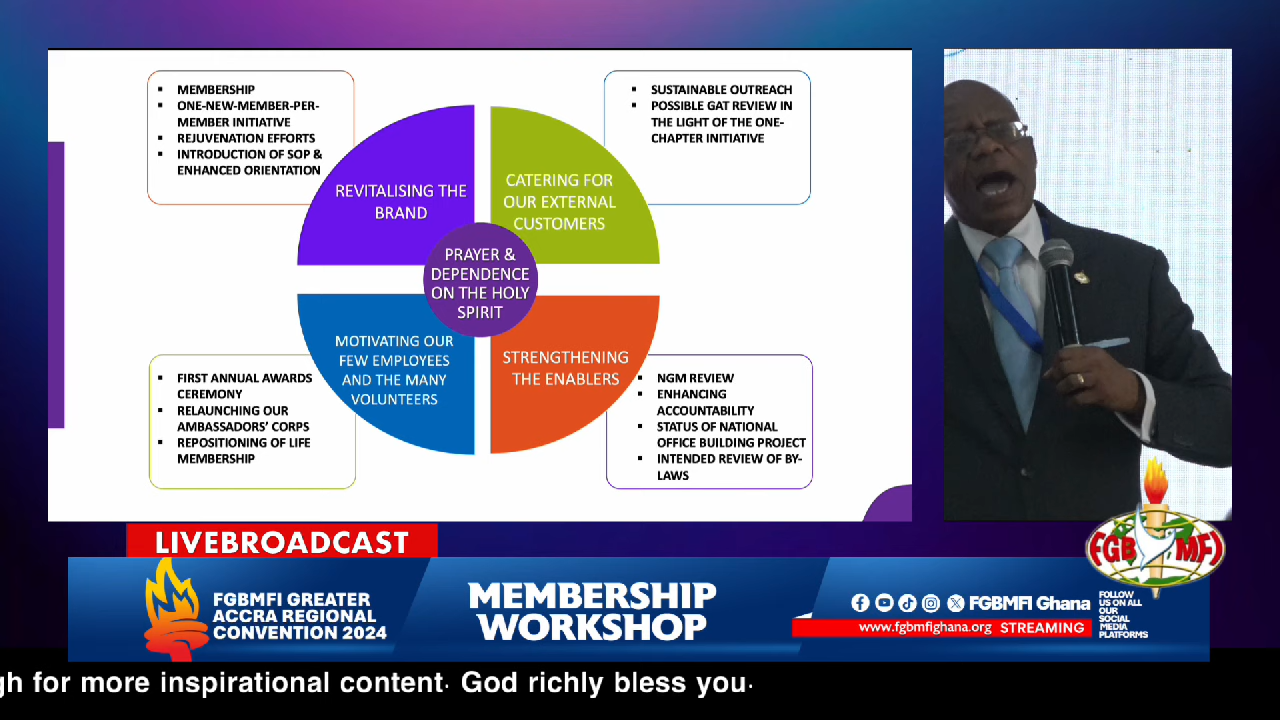 MEMBERSHIP
ONE-NEW-MEMBER-PER-
MEMBER INITIATIVE
REJUVENATION EFFORTS
INTRODUCTION OF SOP &
ENHANCED ORIENTATION
SUSTAINABLE OUTREACH
POSSIBLE GAT REVIEW IN
THE LIGHT OF THE ONE-
CHAPTER INITIATIVE
REVITALISING THE
BRAND
CATERING FOR
OUR EXTERNAL
CUSTOMERS
PRAYER &
DEPENDENCE
ON THE HOLY
SPIRIT
MOTIVATING OUR
FEW EMPLOYEES
AND THE MANY
VOLUNTEERS
STRENGTHENING
THE ENABLERS
FIRST ANNUAL AWARDS
CEREMONY
RELAUNCHING OUR
AMBASSADORS' CORPS
REPOSITIONING OF LIFE
MEMBERSHIP
NGM REVIEW
ENHANCING
ACCOUNTABILITY
STATUS OF NATIONAL
OFFICE BUILDING PROJECT
INTENDED REVIEW OF BY-
LAWS
LIVEBROADCAST
FGBMFI GREATER
ACCRA REGIONAL
CONVENTION 2024
MEMBERSHIP
WORKSHOP
FGBMFI Ghana
www.fgbmfighana.org STREAMING
FOLLOW
US ON ALL
OUR
SOCIAL
MEDIA
PLATFORMS
FGB MFI
gh for more inspirational content. God richly bless you.